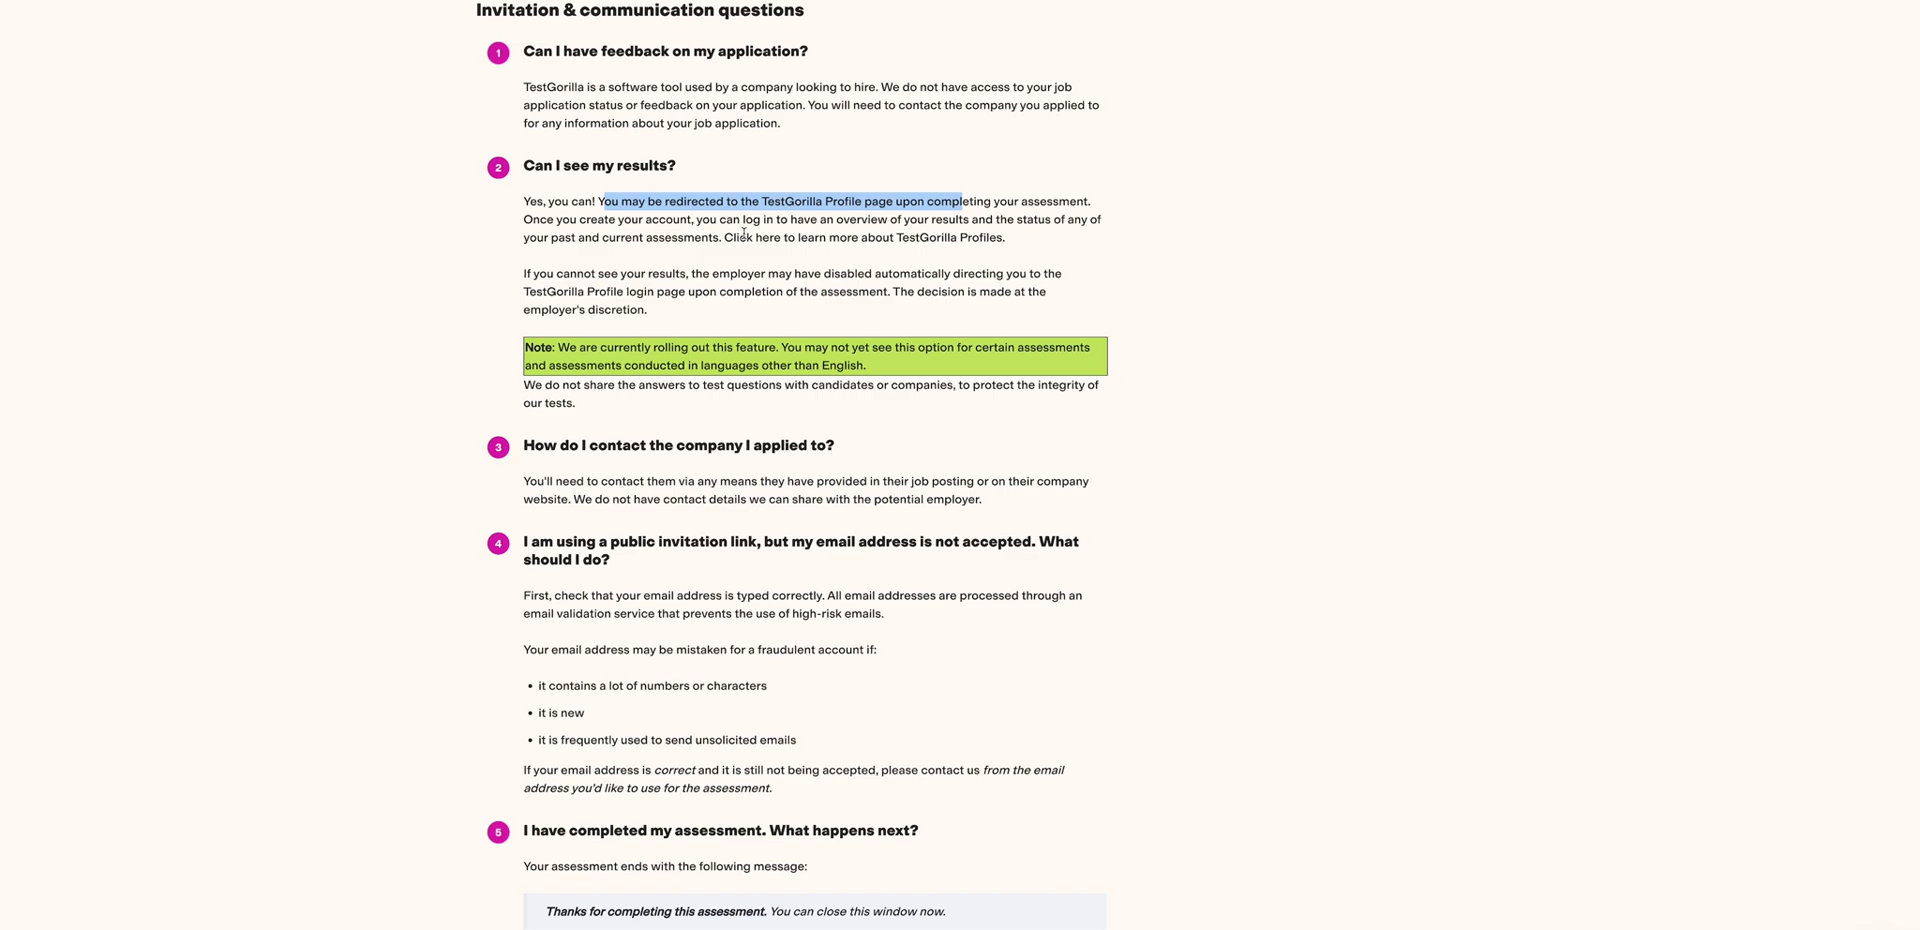 Invitation & communication questions
1
Can I have feedback on my application?
TestGorilla is a software tool used by a company looking to hire. We do not have access to your job
application status or feedback on your application. You will need to contact the company you applied to
for any information about your job application.
2
Can I see my results?
Yes, you can! You may be redirected to the TestGorilla Profile page upon completing your assessment.
Once you create your account, you can log in to have an overview of your results and the status of any of
your past and current assessments. Click here to learn more about TestGorilla Profiles.
If you cannot see your results, the employer may have disabled automatically directing you to the
TestGorilla Profile login page upon completion of the assessment. The decision is made at the
employer's discretion.
Note: We are currently rolling out this feature. You may not yet see this option for certain assessments
and assessments conducted in languages other than English.
We do not share the answers to test questions with candidates or companies, to protect the integrity of
our tests.
3
How do I contact the company I applied to?
You'll need to contact them via any means they have provided in their job posting or on their company
website. We do not have contact details we can share with the potential employer.
4
I am using a public invitation link, but my email address is not accepted. What
should I do?
First, check that your email address is typed correctly. All email addresses are processed through an
email validation service that prevents the use of high-risk emails.
Your email address may be mistaken for a fraudulent account if:
• it contains a lot of numbers or characters
• it is new
• it is frequently used to send unsolicited emails
If your email address is correct and it is still not being accepted, please contact us from the email
address you'd like to use for the assessment.
5
I have completed my assessment. What happens next?
Your assessment ends with the following message:
Thanks for completing this assessment. You can close this window now.